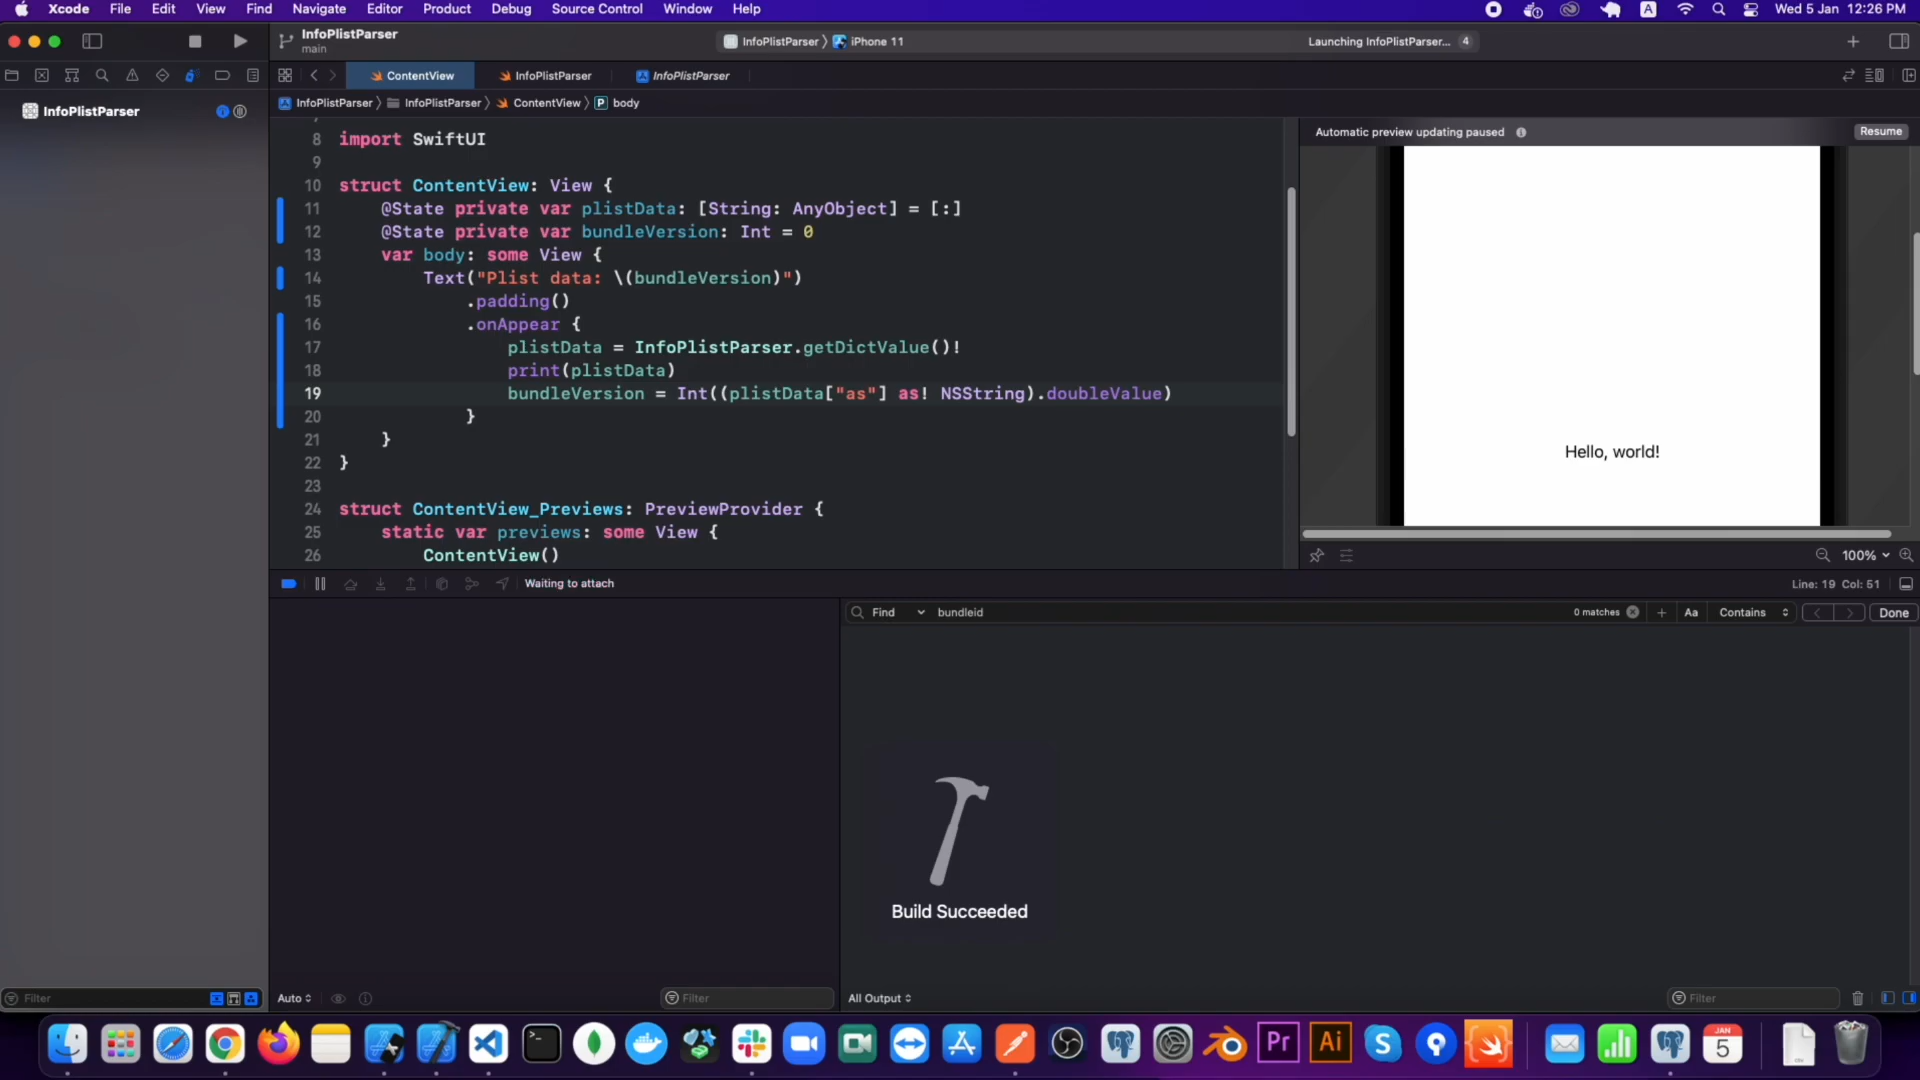 Xcode File Edit View Find Navigate Editor Product Debug Source Control Window Help
A
Wed 5 Jan 12:26 PM
InfoPlistParser
main
InfoPlistParser
iPhone 11
Launching InfoPlistParser...
4
ContentView
InfoPlistParser
InfoPlistParser
InfoPlistParser
InfoPlistParser
InfoPlistParser
ContentView
P body
Automatic preview updating paused
Resume
8 import SwiftUI
9
10 struct ContentView: View {
11 @State private var plistData: [String: AnyObject] = [:]
12 @State private var bundleVersion: Int = 0
13 var body: some View {
14 Text("Plist data: \(bundleVersion)")
15 .padding()
16 .onAppear {
17 plistData = InfoPlistParser.getDictValue()!
18 print(plistData)
19 bundleVersion = Int((plistData["as"] as! NSString).doubleValue)
20 }
21 }
22 }
23
24 struct ContentView_Previews: PreviewProvider {
25 static var previews: some View {
26 ContentView()
Hello, world!
100%
Waiting to attach
Line: 19 Col: 51
Find
bundleid
0 matches
Aa
Contains
Done
Build Succeeded
Filter
Auto
Filter
All Output
Filter
Pr
Ai
S
JAN
5